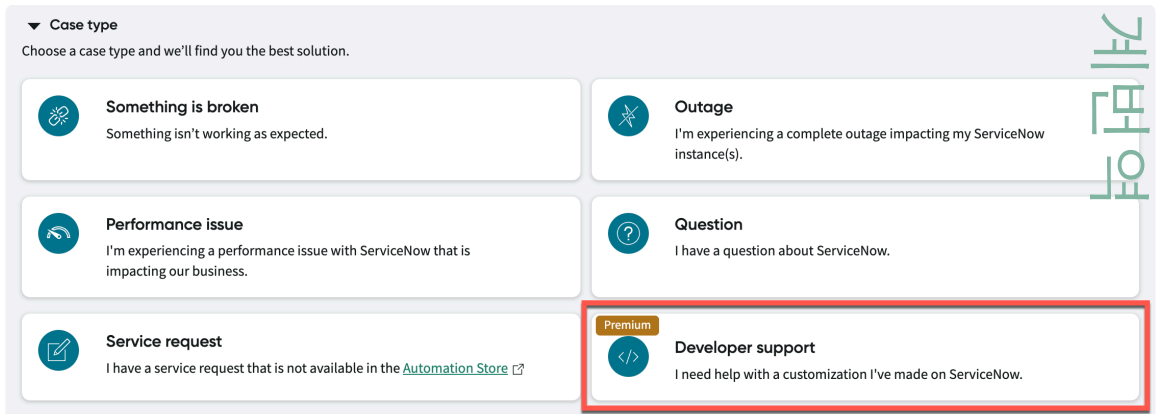 Case type
Choose a case type and we'll find you the best solution.
Something is broken
Something isn't working as expected.
Outage
I'm experiencing a complete outage impacting my ServiceNow
instance(s).
Performance issue
I'm experiencing a performance issue with ServiceNow that is
impacting our business.
Question
I have a question about ServiceNow.
Service request
I have a service request that is not available in the Automation Store
Premium
Developer support
I need help with a customization I've made on ServiceNow.
계번역